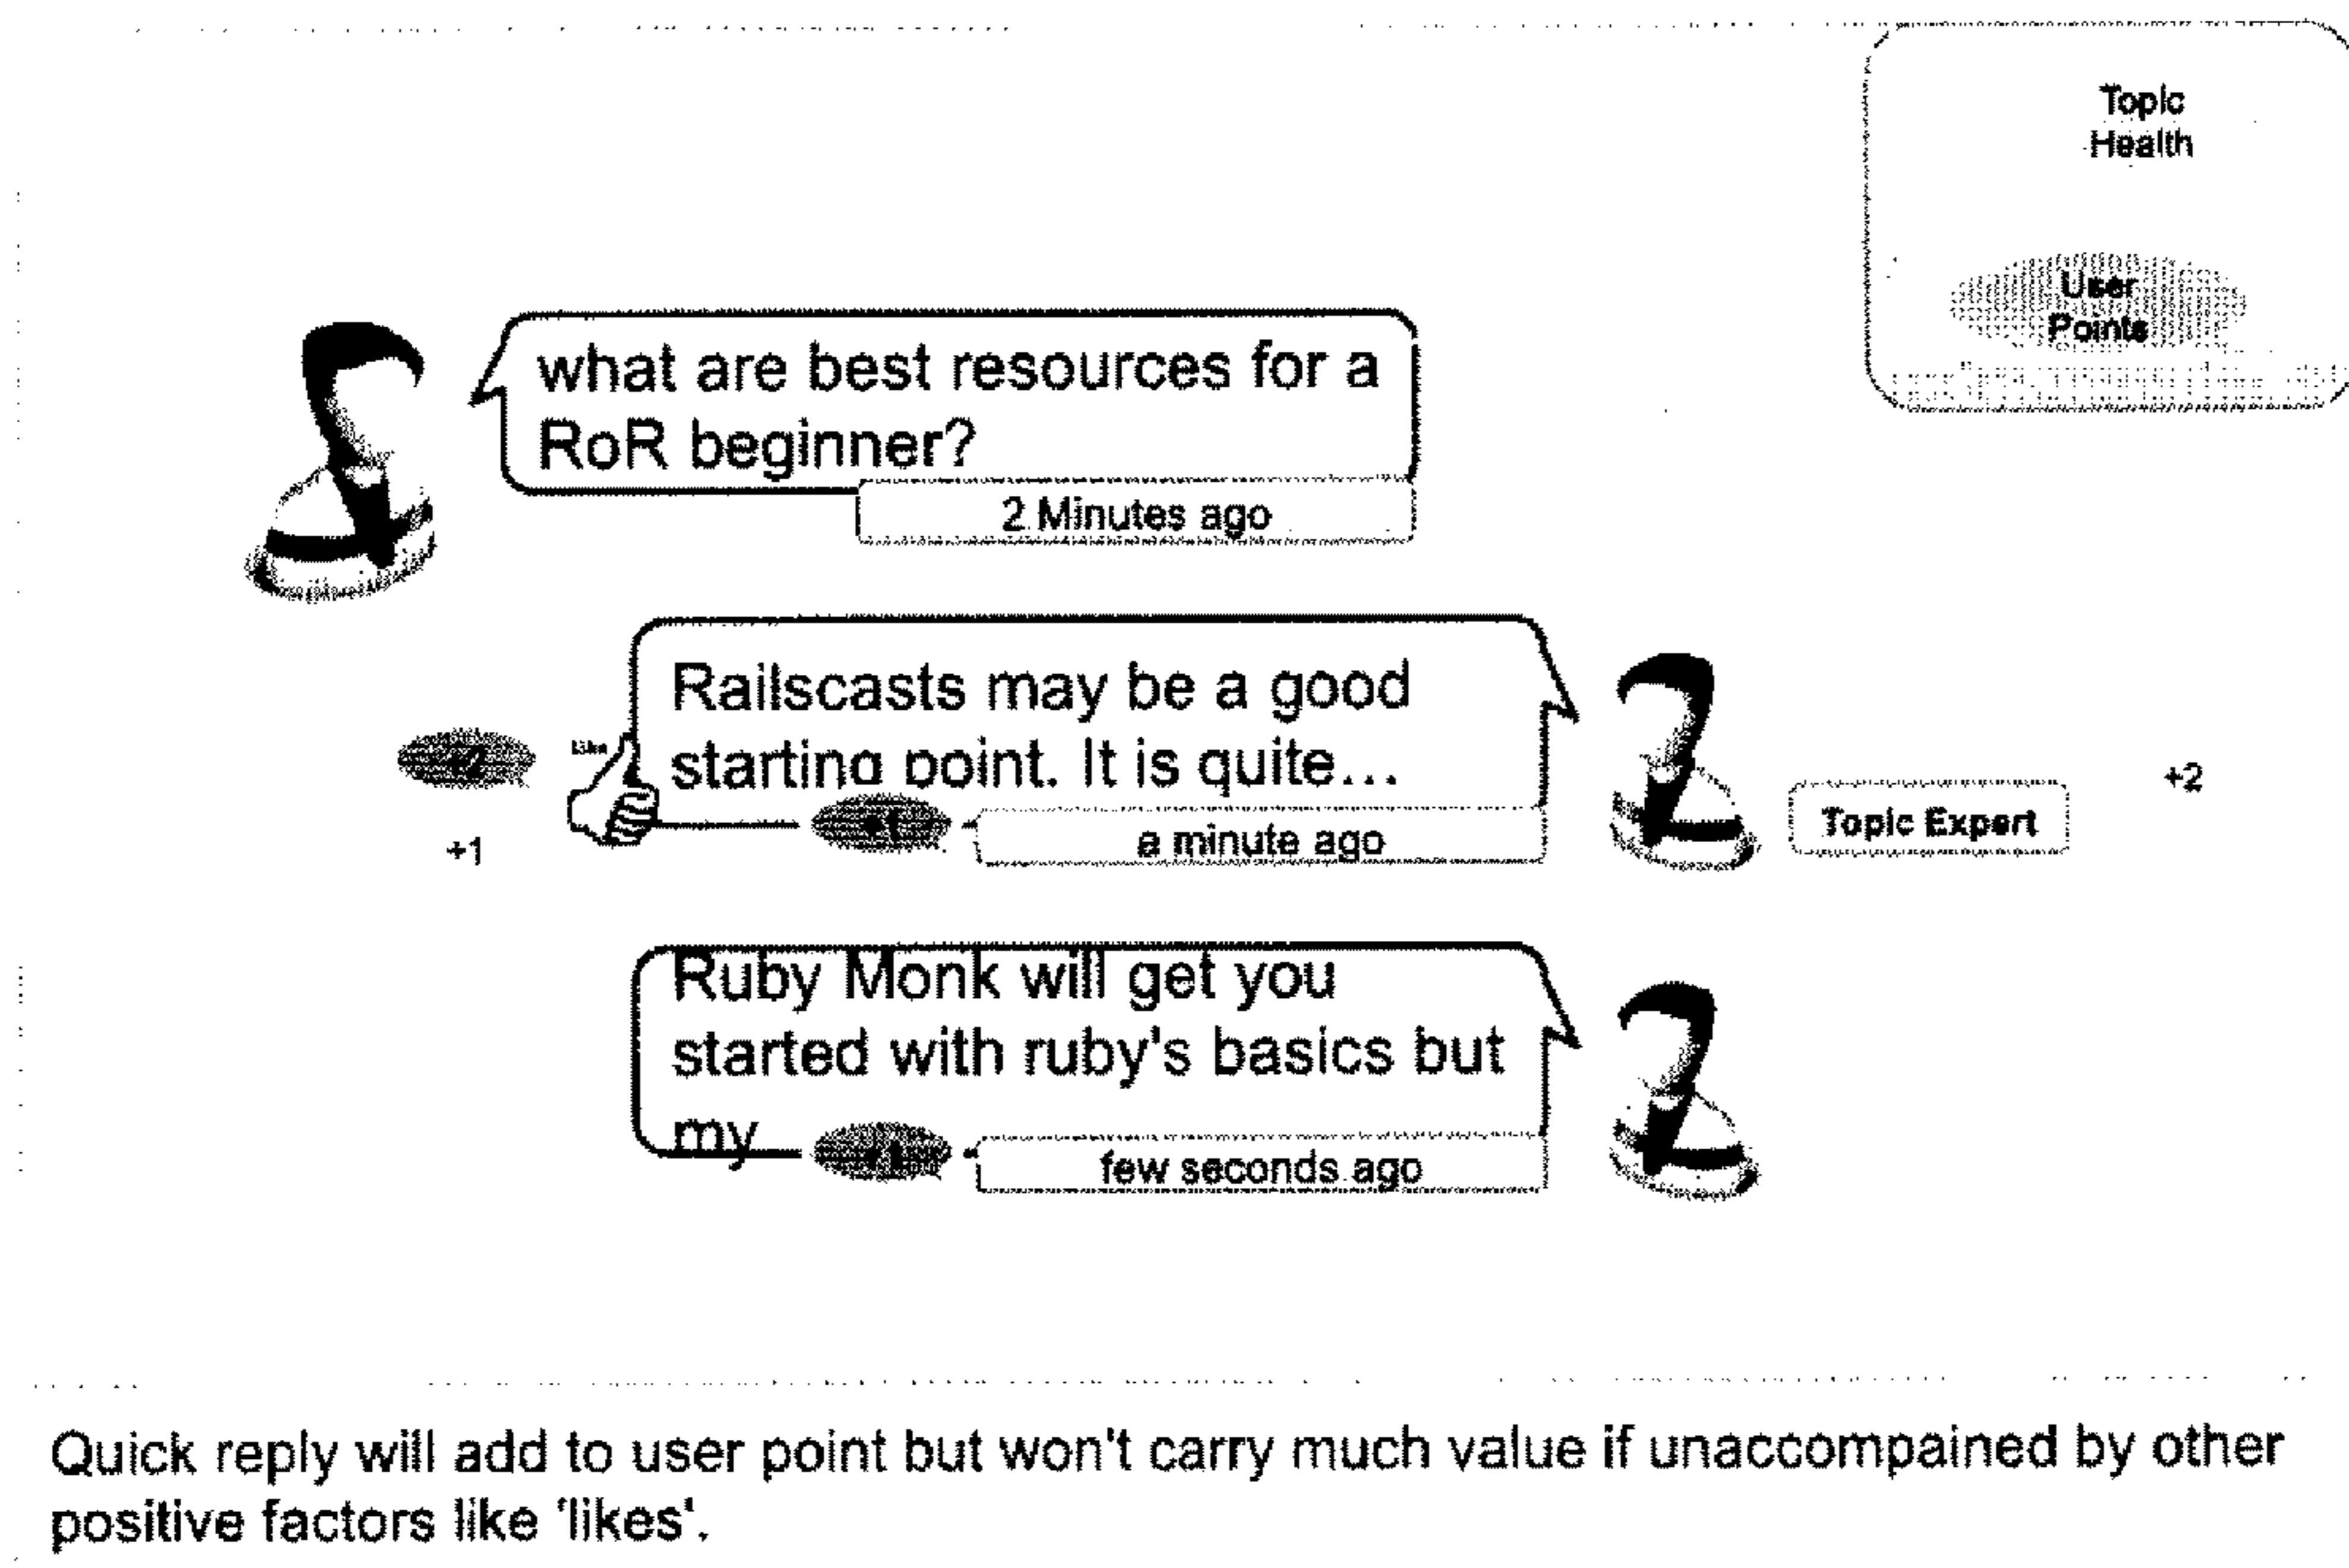 Topic
Health
User
Points
what are best resources for a
RoR beginner?
2 Minutes ago
Railscasts may be a good
starting point. It is quite...
Like
+2
+1
+1
a minute ago
Topic Expert
+2
Ruby Monk will get you
started with ruby's basics but
my
few seconds ago
Quick reply will add to user point but won't carry much value if unaccompained by other
positive factors like 'likes'.